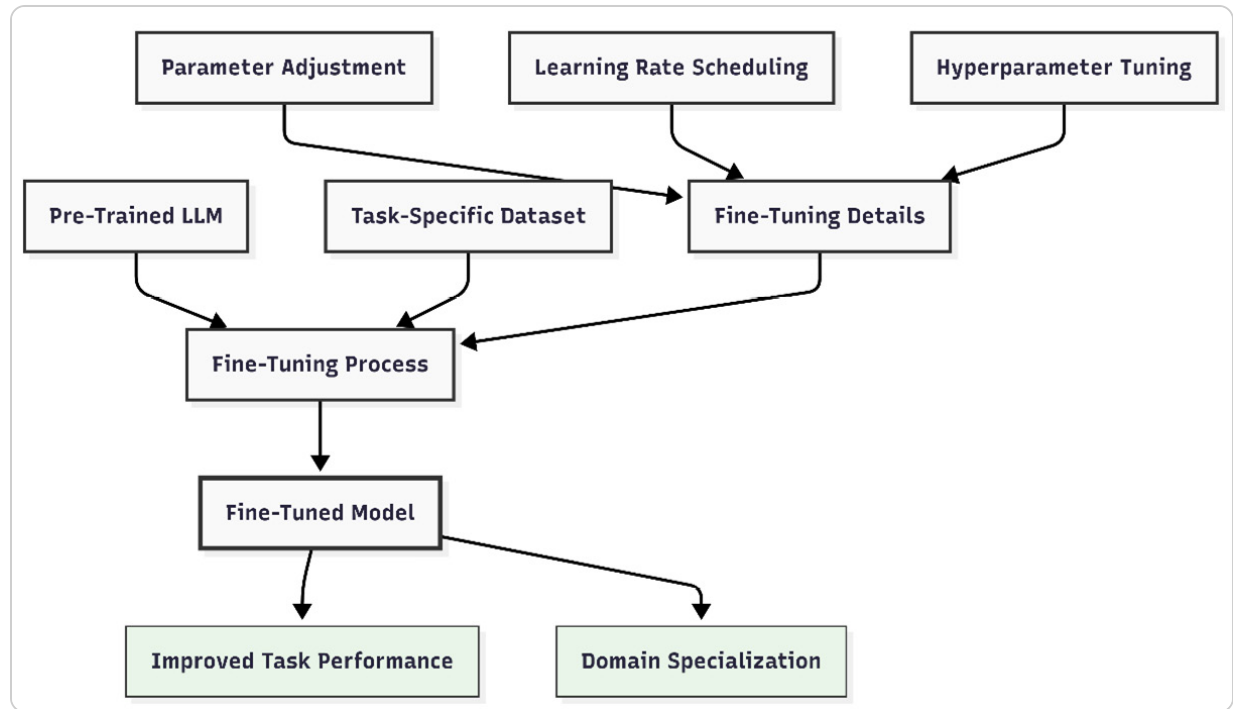 Parameter Adjustment
Learning Rate Scheduling
Hyperparameter Tuning
Pre-Trained LLM
Task-Specific Dataset
Fine-Tuning Details
Fine-Tuning Process
Fine-Tuned Model
Improved Task Performance
Domain Specialization